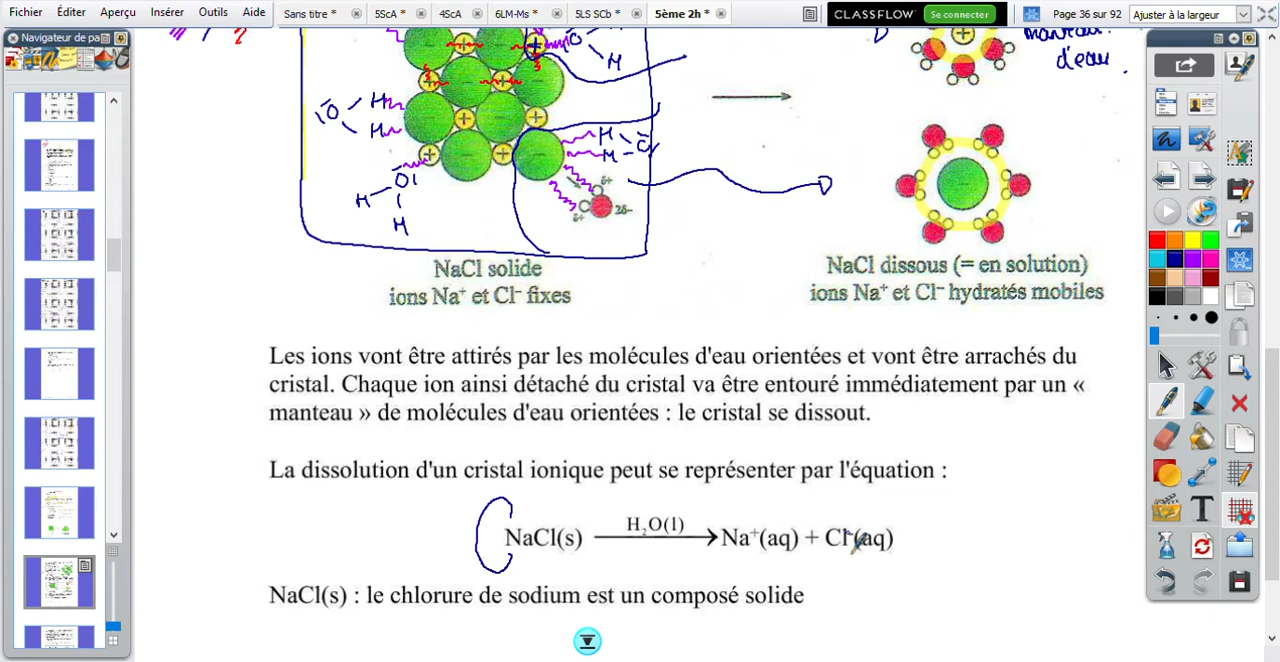 Fichier Éditer Aperçu Insérer Outils Aide
Sans titre * 5ScA * 4ScA 6LM-Ms * 5LS SCb * 5ème 2h *
CLASSFLOW Se connecter
Page 36 sur 92 Ajuster à la largeur
Navigateur de pa
manteau
d'eau.
O H
H
O H
H
H
O
H
H
H
δ+
δ+ 2δ-
NaCl solide
ions Na⁺ et Cl⁻ fixes
NaCl dissous (= en solution)
ions Na⁺ et Cl⁻ hydratés mobiles
Les ions vont être attirés par les molécules d'eau orientées et vont être arrachés du
cristal. Chaque ion ainsi détaché du cristal va être entouré immédiatement par un «
manteau » de molécules d'eau orientées : le cristal se dissout.
La dissolution d'un cristal ionique peut se représenter par l'équation :
H₂O(l)
NaCl(s) ⟶ Na⁺(aq) + Cl⁻(aq)
NaCl(s) : le chlorure de sodium est un composé solide